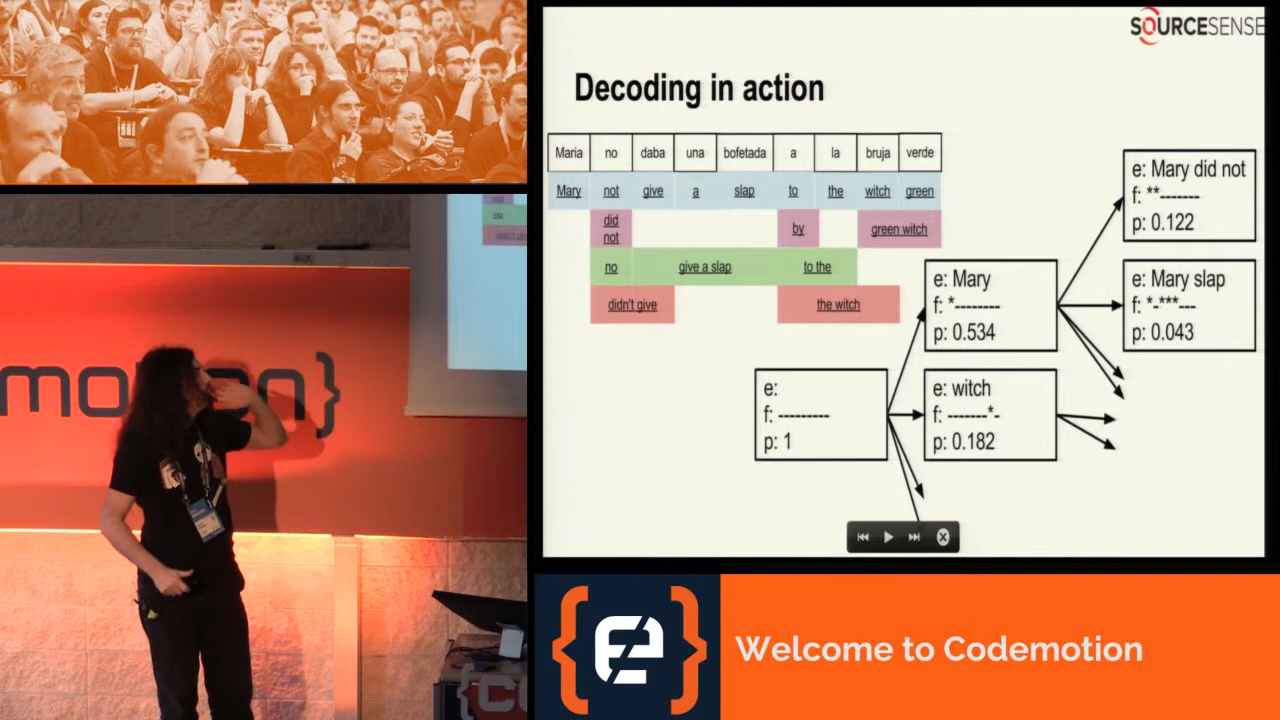 SOURCESENSE
Decoding in action
Maria no daba una bofetada a la bruja verde
Mary not give a slap to the witch green
did not by green witch
no give a slap to the
didn't give the witch
e: Mary did not
f: **-------
p: 0.122
e: Mary
f: *--------
p: 0.534
e: Mary slap
f: *-***---
p: 0.043
e:
f: ---------
p: 1
e: witch
f: -------*-
p: 0.182
Welcome to Codemotion